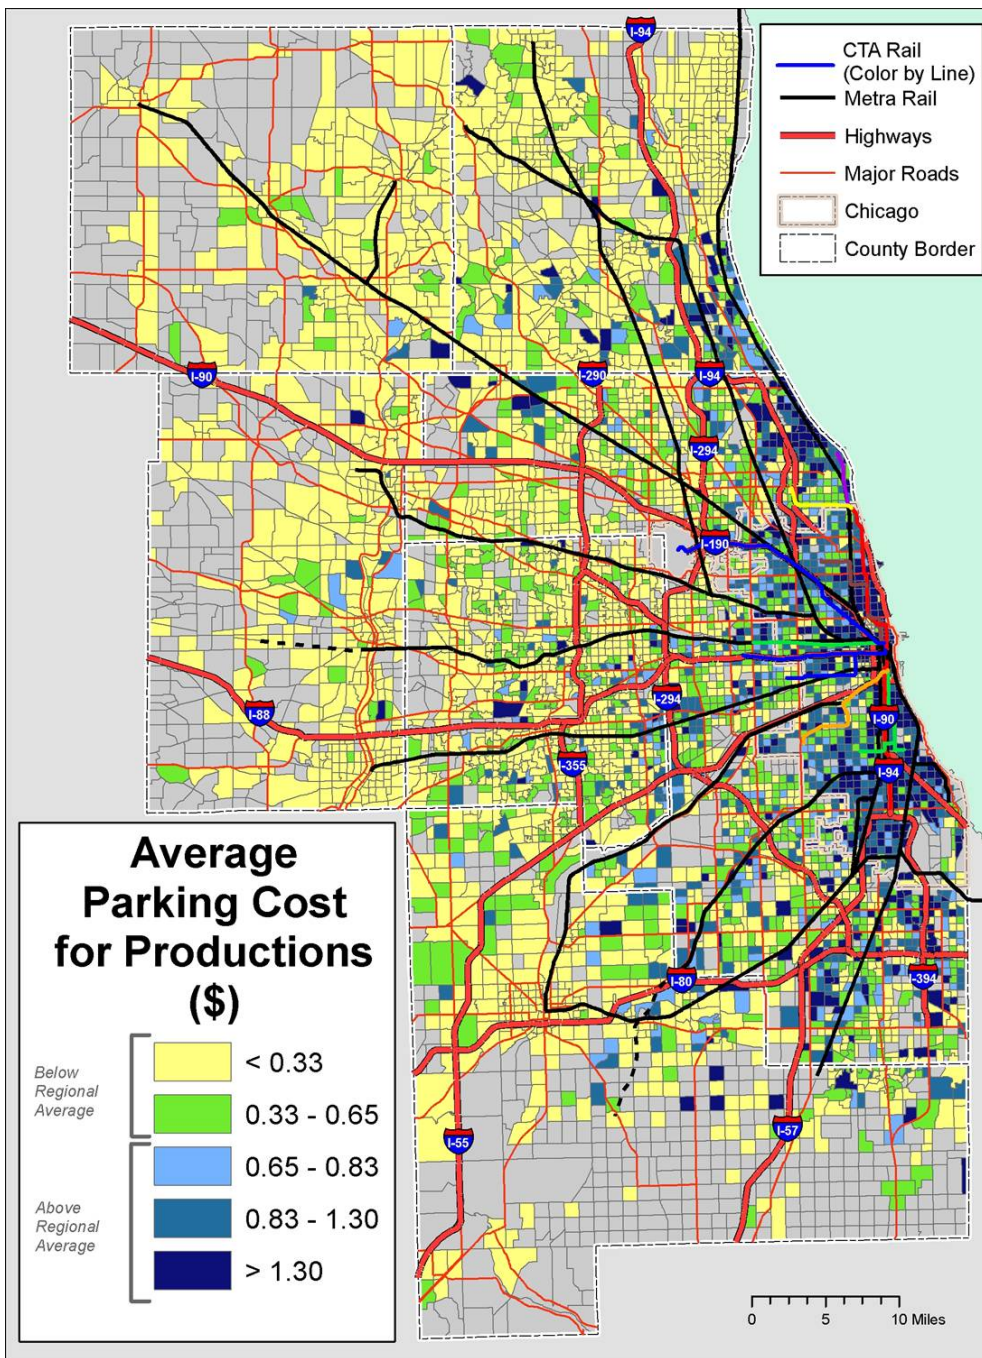 I-94
CTA Rail
(Color by Line)
Metra Rail
Highways
Major Roads
Chicago
County Border
I-90
I-290
I-94
I-294
I-190
I-88
I-294
I-90
I-355
I-94
Average
Parking Cost
for Productions
($)
Below
Regional
Average
< 0.33
0.33 - 0.65
Above
Regional
Average
0.65 - 0.83
0.83 - 1.30
> 1.30
I-80
I-394
I-55
I-57
0 5 10 Miles